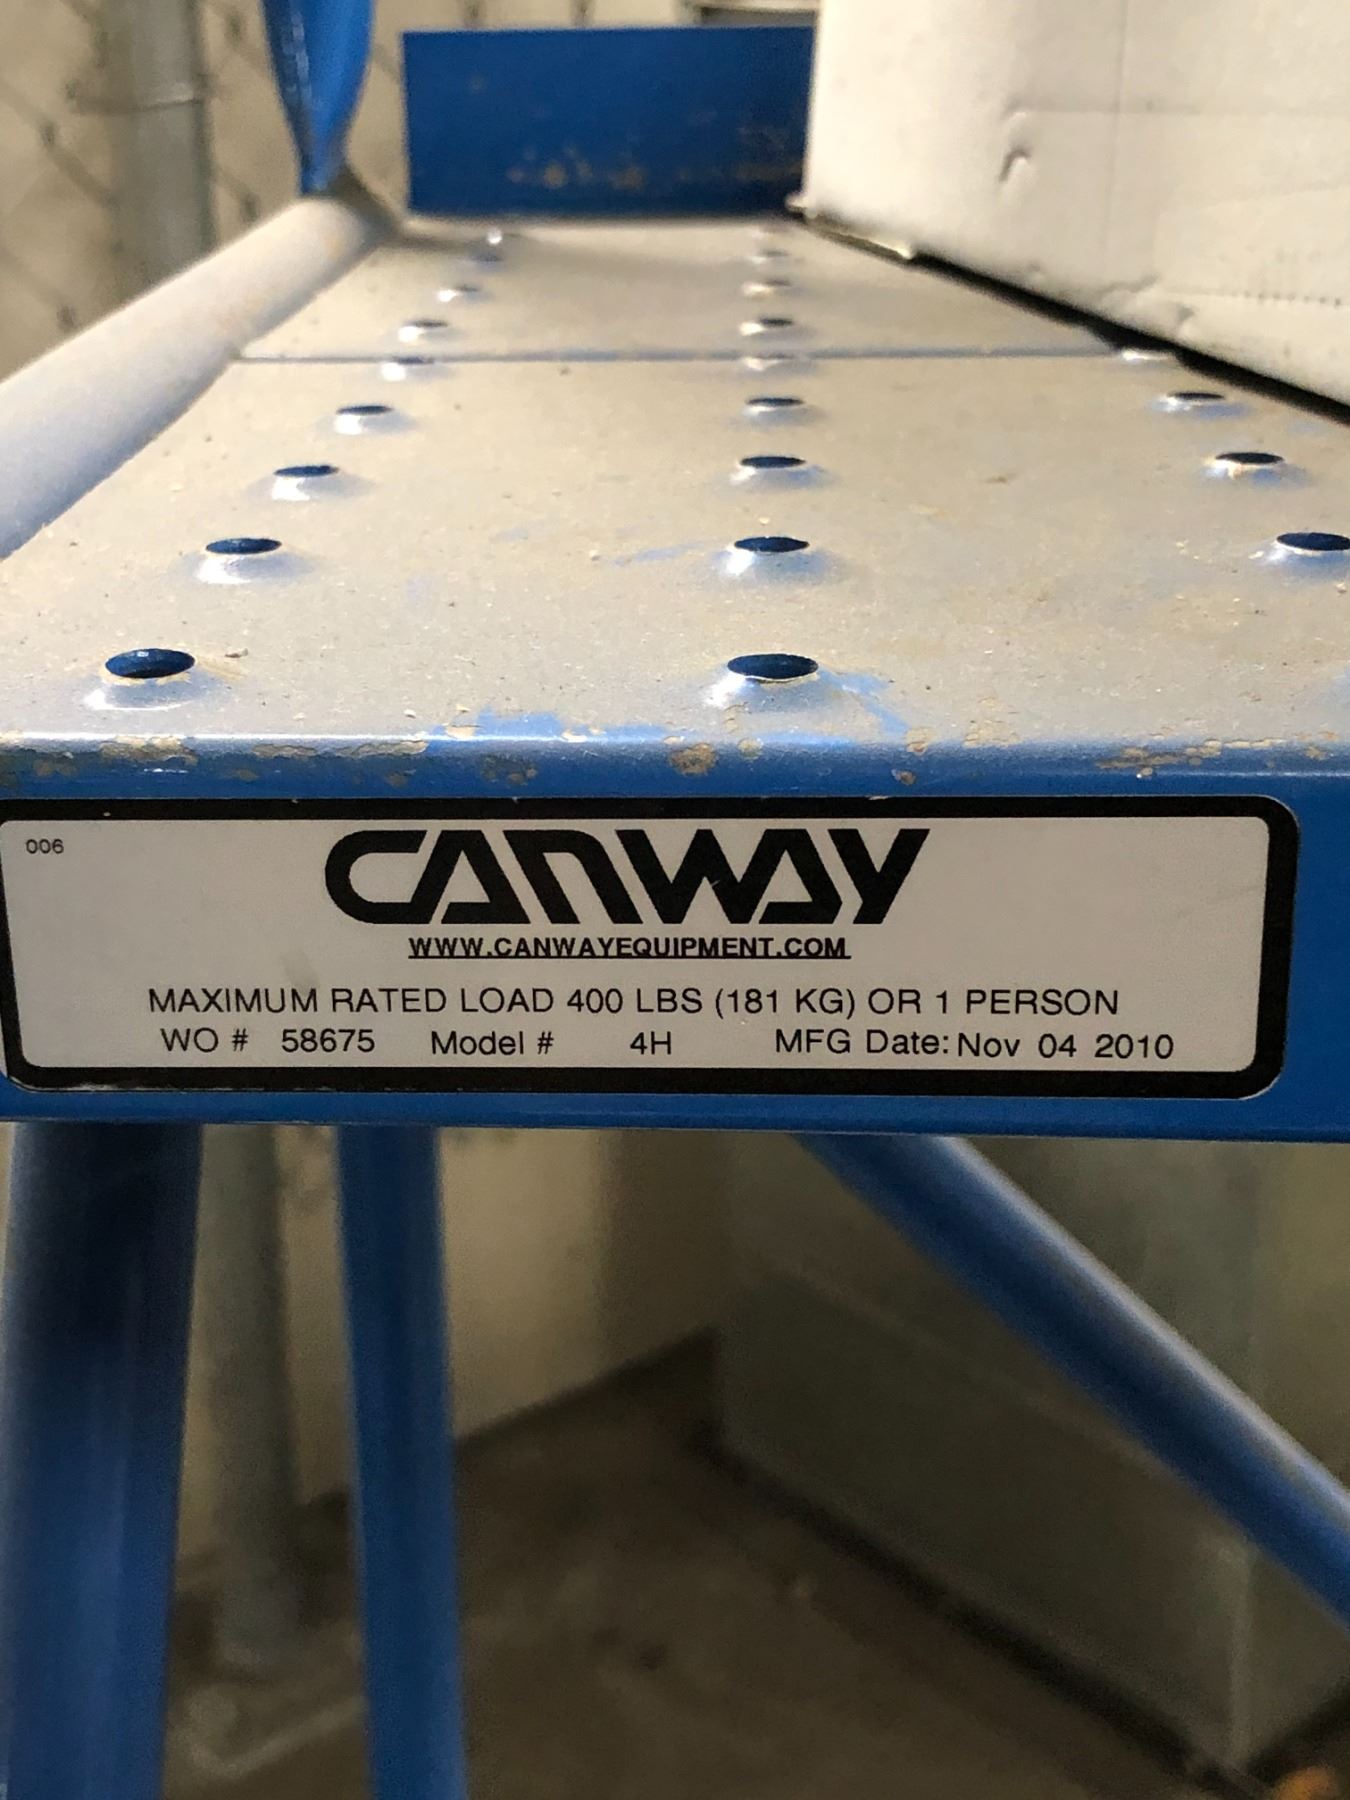 006
CANWAY
WWW.CANWAYEQUIPMENT.COM
MAXIMUM RATED LOAD 400 LBS (181 KG) OR 1 PERSON
WO # 58675 Model # 4H MFG Date: Nov 04 2010